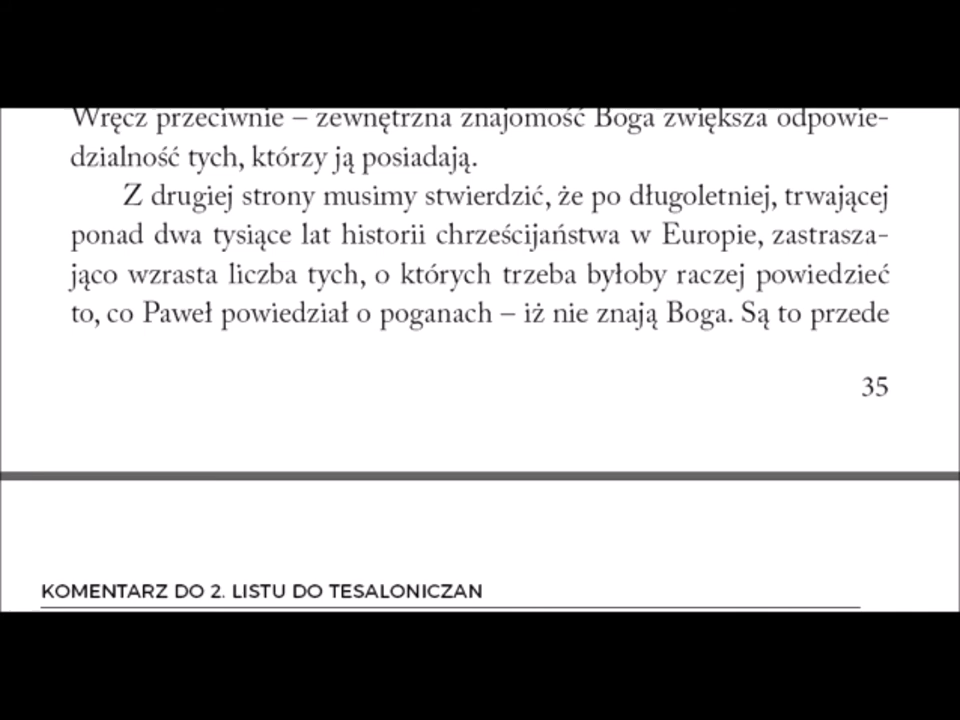 Wręcz przeciwnie – zewnętrzna znajomość Boga zwiększa odpowie-
dzialność tych, którzy ją posiadają.
Z drugiej strony musimy stwierdzić, że po długoletniej, trwającej
ponad dwa tysiące lat historii chrześcijaństwa w Europie, zastrasza-
jąco wzrasta liczba tych, o których trzeba byłoby raczej powiedzieć
to, co Paweł powiedział o poganach – iż nie znają Boga. Są to przede
35
KOMENTARZ DO 2. LISTU DO TESALONICZAN